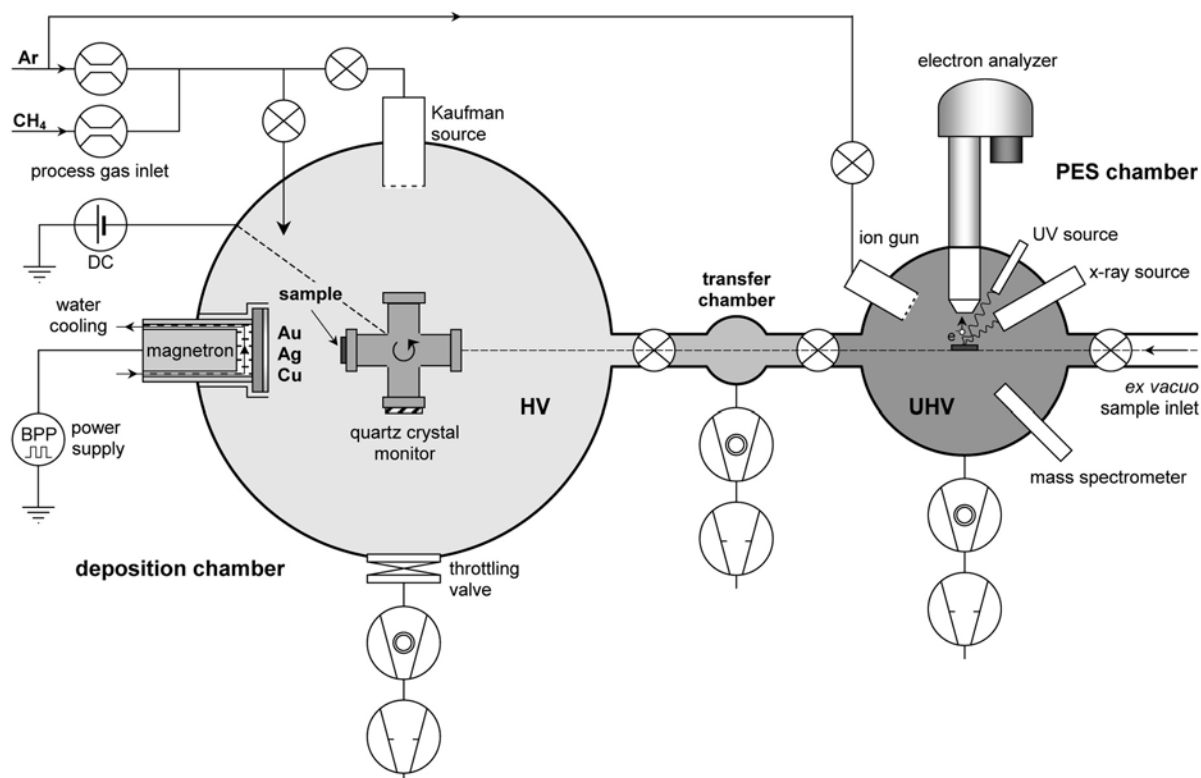 Ar
CH4
process gas inlet
Kaufman
source
electron analyzer
PES chamber
DC
ion gun
UV source
x-ray source
transfer
chamber
water
cooling
sample
magnetron
Au
Ag
Cu
e-
HV
UHV
ex vacuo
sample inlet
BPP
power
supply
quartz crystal
monitor
mass spectrometer
deposition chamber
throttling
valve